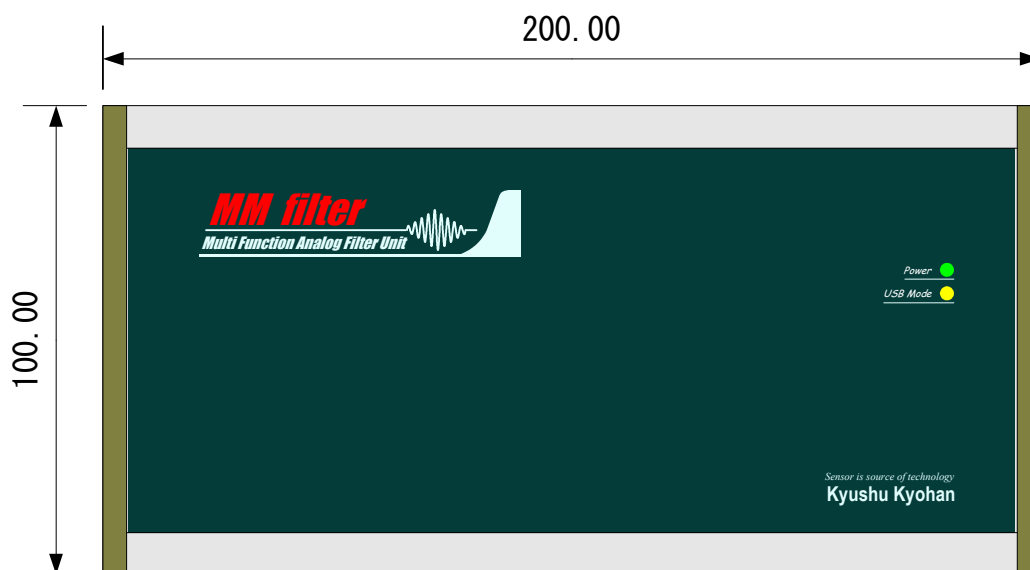 200.00
100.00
MM filter
Multi Function Analog Filter Unit
Power
USB Mode
Sensor is source of technology
Kyushu Kyohan